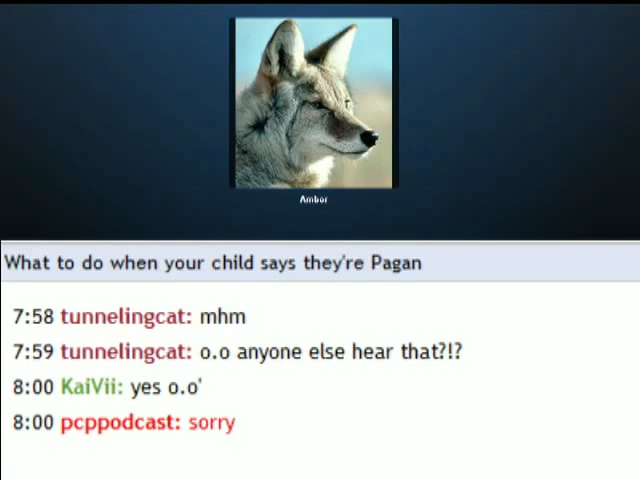 Amber
What to do when your child says they're Pagan
7:58 tunnelingcat: mhm
7:59 tunnelingcat: o.o anyone else hear that?!?
8:00 KaiVii: yes o.o'
8:00 pcppodcast: sorry